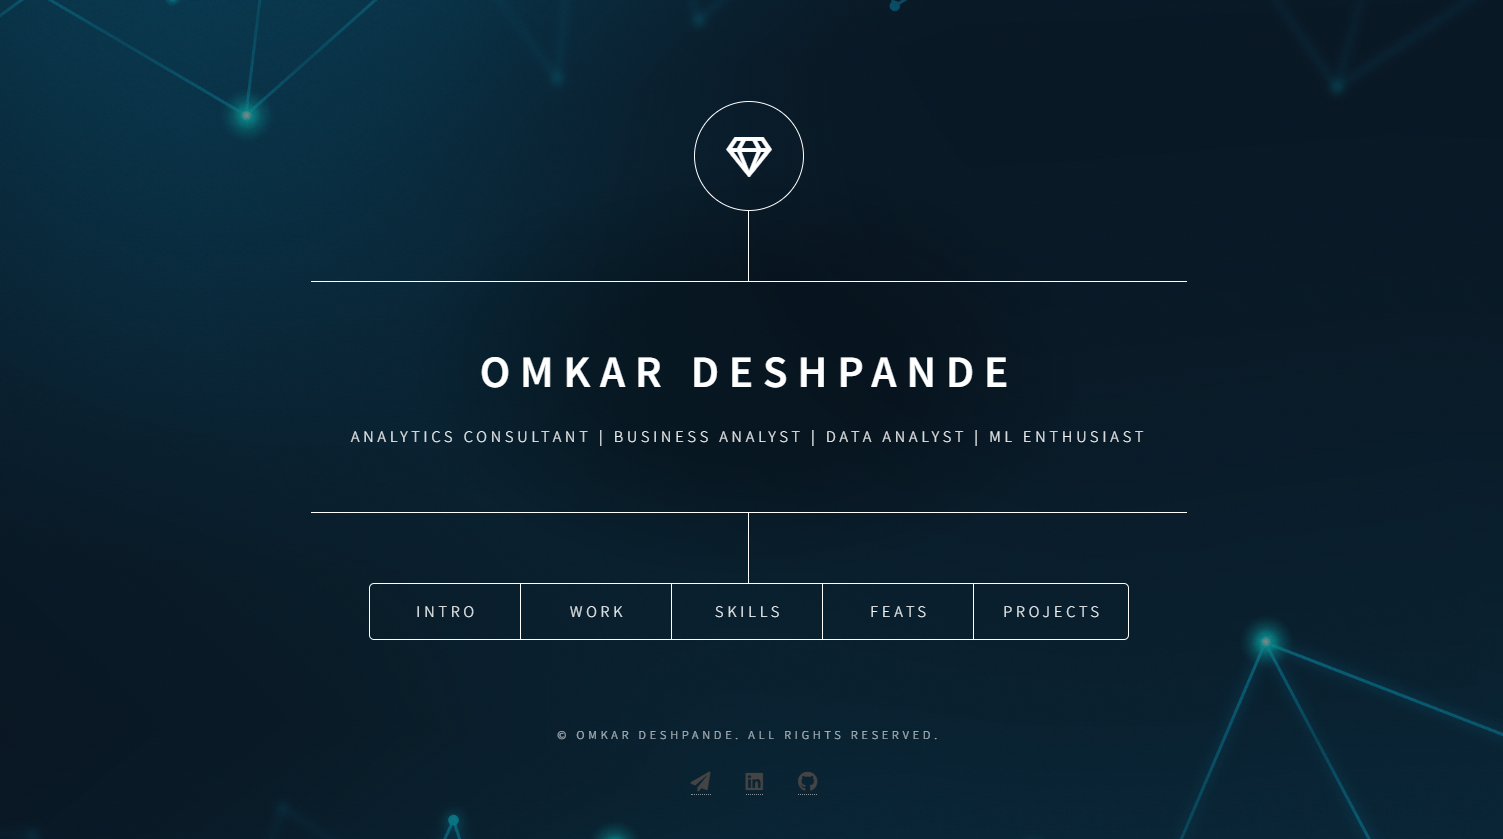 OMKAR DESHPANDE
ANALYTICS CONSULTANT | BUSINESS ANALYST | DATA ANALYST | ML ENTHUSIAST
INTRO WORK SKILLS FEATS PROJECTS
© OMKAR DESHPANDE. ALL RIGHTS RESERVED.